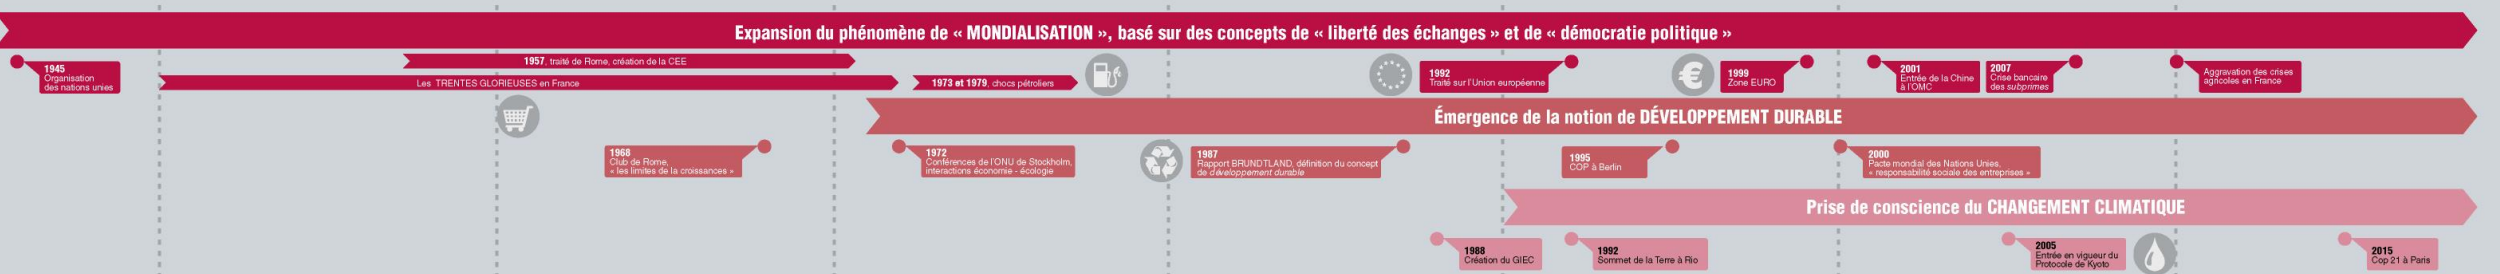 Expansion du phénomène de « MONDIALISATION », basé sur des concepts de « liberté des échanges » et de « démocratie politique »
1945
Organisation
des nations unies
1957, traité de Rome, création de la CEE
Les TRENTES GLORIEUSES en France
1973 et 1979, chocs pétroliers
1992
Traité sur l'Union européenne
€
1999
Zone EURO
2001
Entrée de la Chine
à l'OMC
2007
Crise bancaire
des subprimes
Aggravation des crises
agricoles en France
Émergence de la notion de DÉVELOPPEMENT DURABLE
1968
Club de Rome,
« les limites de la croissances »
1972
Conférences de l'ONU de Stockholm,
interactions économie - écologie
1987
Rapport BRUNDTLAND, définition du concept
de développement durable
1995
COP à Berlin
2000
Pacte mondial des Nations Unies,
« responsabilité sociale des entreprises »
Prise de conscience du CHANGEMENT CLIMATIQUE
1988
Création du GIEC
1992
Sommet de la Terre à Rio
2005
Entrée en vigueur du
Protocole de Kyoto
2015
Cop 21 à Paris